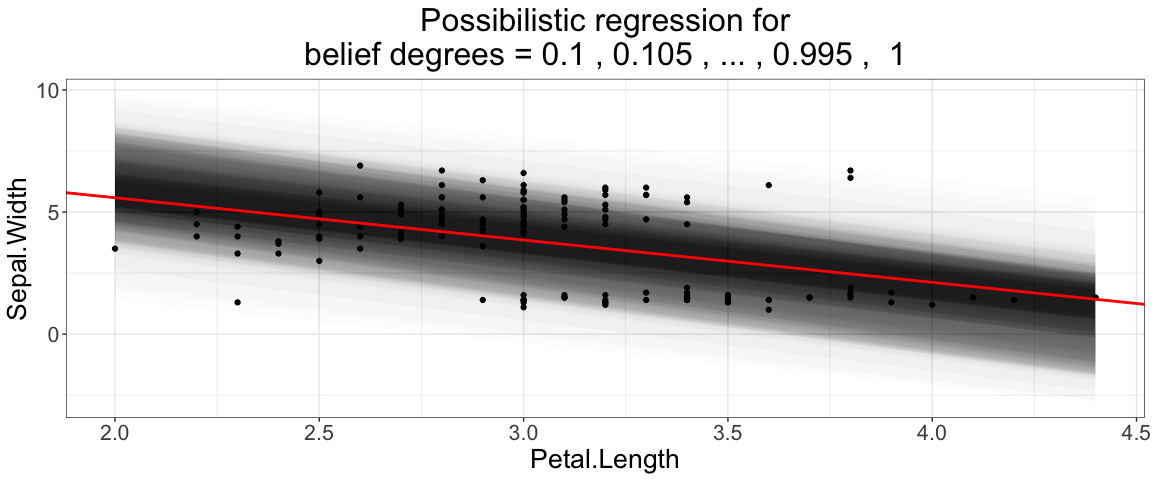 Possibilistic regression for
belief degrees = 0.1 , 0.105 , ... , 0.995 ,  1
10
5
0
Sepal.Width
2.0 2.5 3.0 3.5 4.0 4.5
Petal.Length